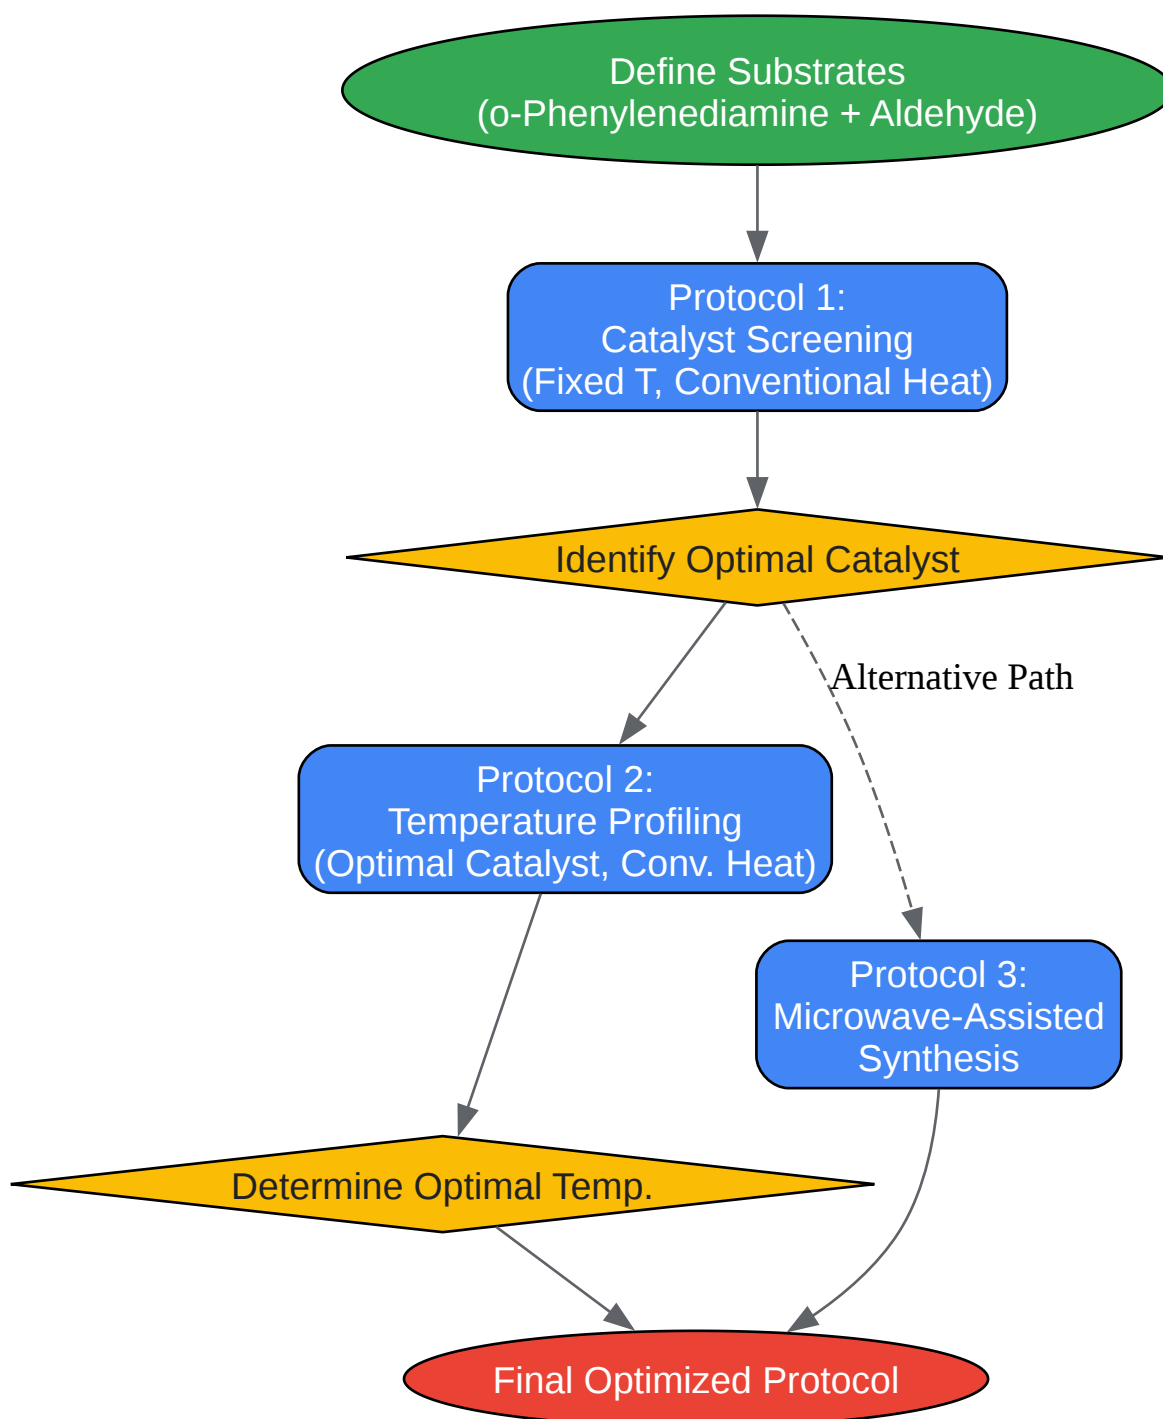 Define Substrates
(o-Phenylenediamine + Aldehyde)
Protocol 1:
Catalyst Screening
(Fixed T, Conventional Heat)
Identify Optimal Catalyst
Alternative Path
Protocol 2:
Temperature Profiling
(Optimal Catalyst, Conv. Heat)
Protocol 3:
Microwave-Assisted
Synthesis
Determine Optimal Temp.
Final Optimized Protocol